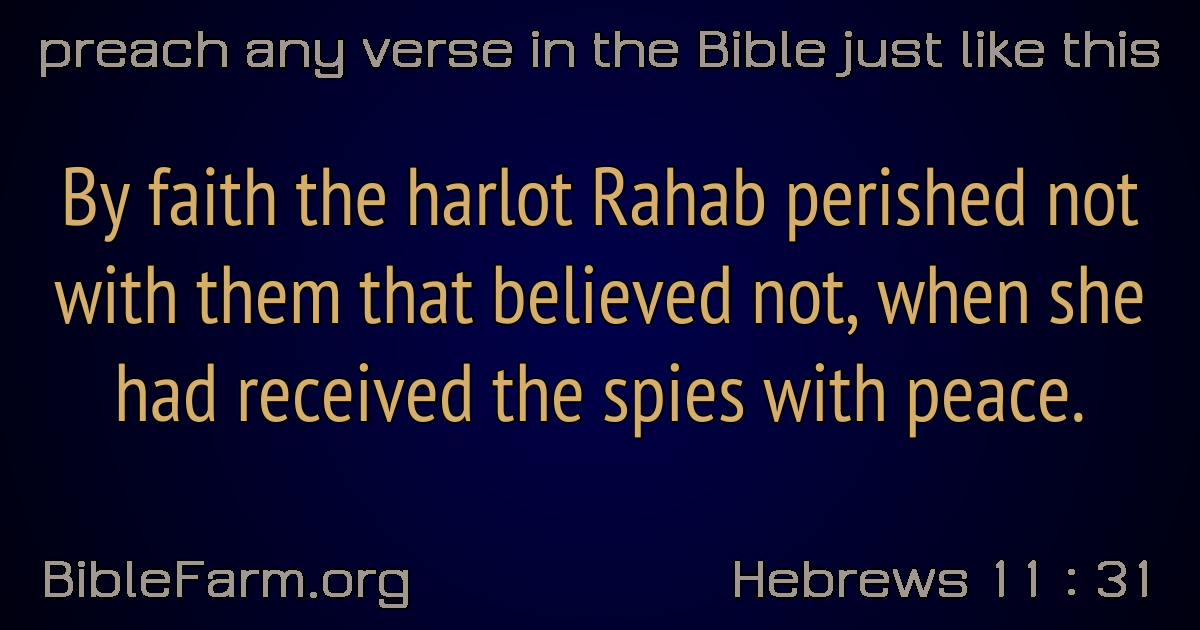 preach any verse in the Bible just like this
By faith the harlot Rahab perished not
with them that believed not, when she
had received the spies with peace.
BibleFarm.org
Hebrews 11 : 31